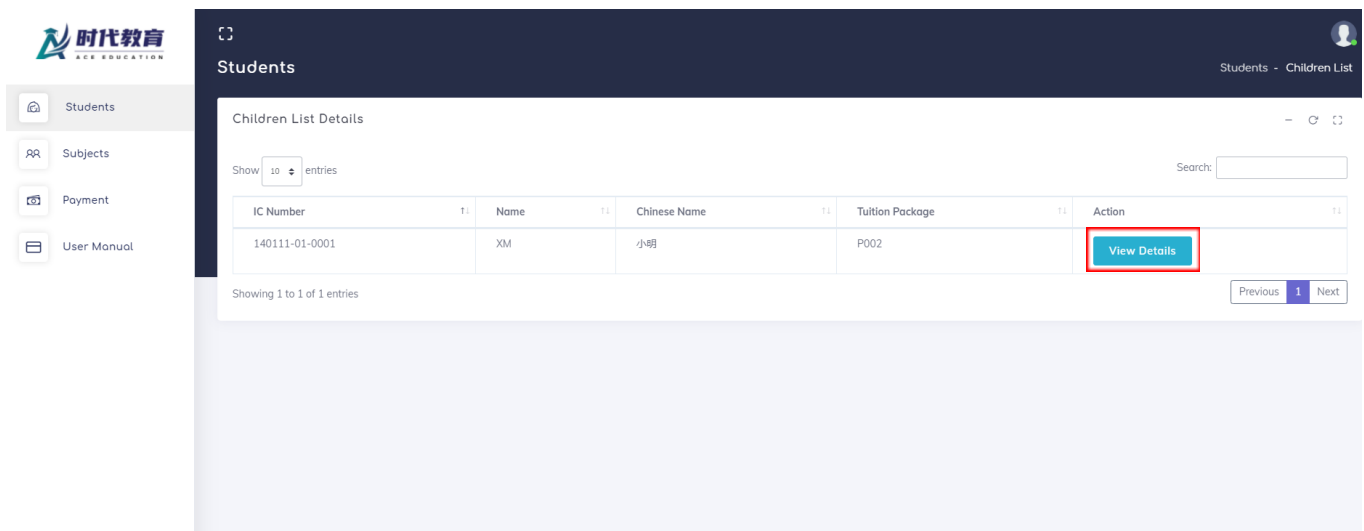 时代教育
ACE EDUCATION
Students
Subjects
Payment
User Manual
Students
Students - Children List
Children List Details
Show 10 entries
Search:
IC Number Name Chinese Name Tuition Package Action
140111-01-0001 XM 小明 P002 View Details
Showing 1 to 1 of 1 entries
Previous 1 Next